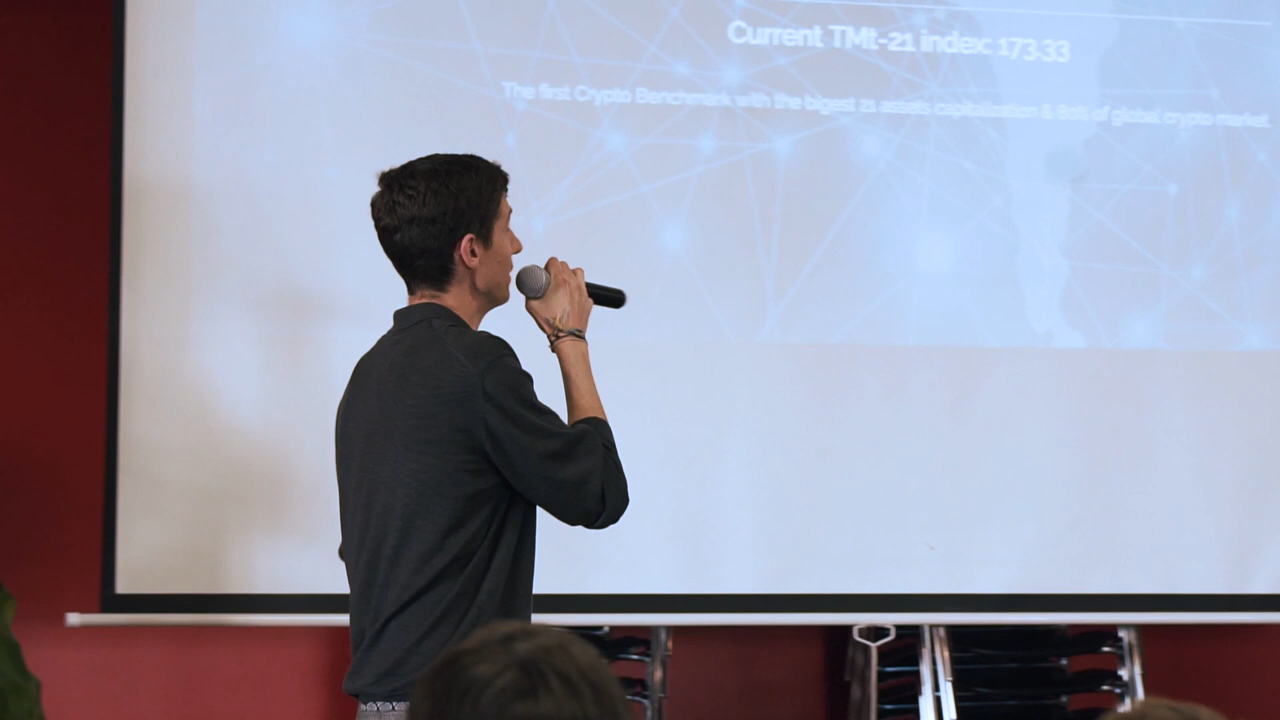 Current TMt-21 index: 173.33
The first Crypto Benchmark with the bigest 21 assets capitalization & 80% of global crypto market.